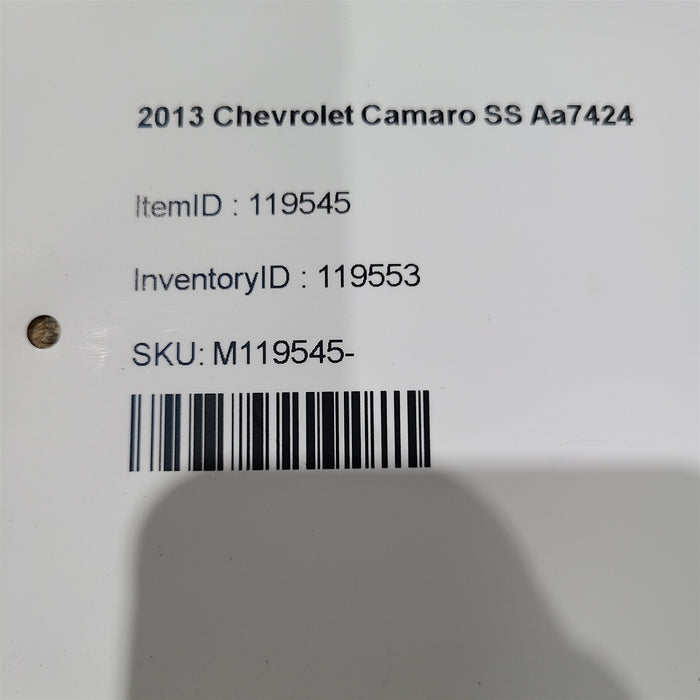 2013 Chevrolet Camaro SS Aa7424
ItemID : 119545
InventoryID : 119553
SKU: M119545-